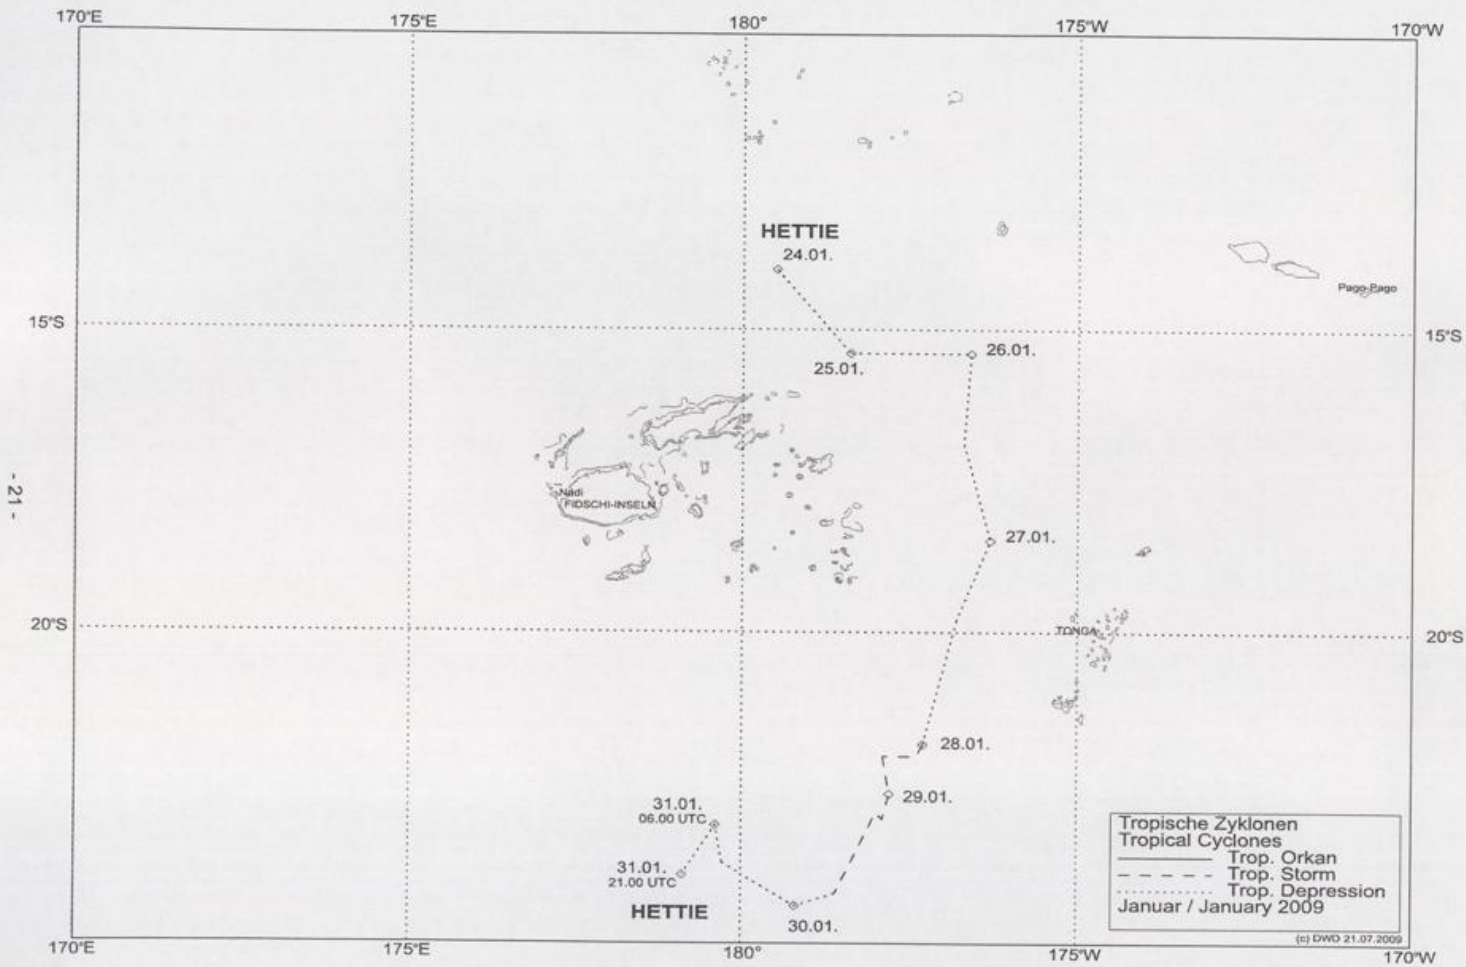 170°E 175°E 180° 175°W 170°W
HETTIE
24.01.
Pago-Pago
15°S 15°S
25.01. 26.01.
Nadi
FIDSCHI-INSELN
- 21 -
27.01.
20°S TONGA 20°S
28.01.
29.01.
31.01.
06.00 UTC
31.01.
21.00 UTC
HETTIE
30.01.
Tropische Zyklonen
Tropical Cyclones
Trop. Orkan
Trop. Storm
Trop. Depression
Januar / January 2009
(c) DWD 21.07.2009
170°E 175°E 180° 175°W 170°W